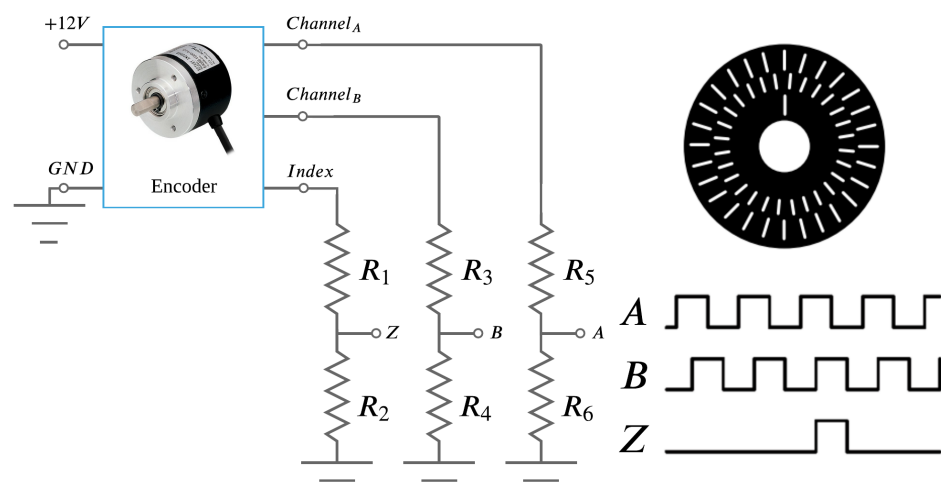 +12V
Channel_A
Channel_B
GND
Index
Encoder
R_1
R_3
R_5
Z
B
A
R_2
R_4
R_6
A
B
Z